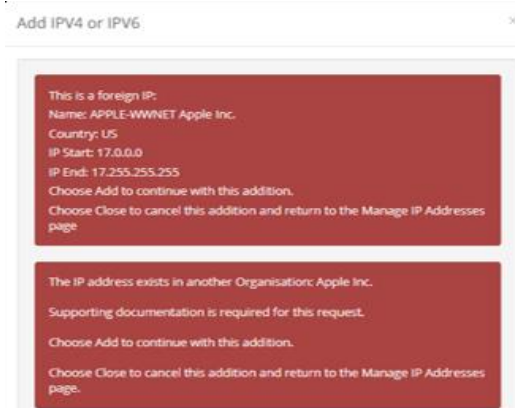 Add IPV4 or IPV6
×
This is a foreign IP:
Name: APPLE-WWNET Apple Inc.
Country: US
IP Start: 17.0.0.0
IP End: 17.255.255.255
Choose Add to continue with this addition.
Choose Close to cancel this addition and return to the Manage IP Addresses
page
The IP address exists in another Organisation: Apple Inc.
Supporting documentation is required for this request.
Choose Add to continue with this addition.
Choose Close to cancel this addition and return to the Manage IP Addresses
page.